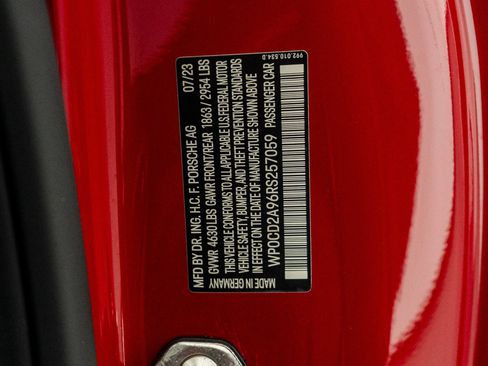 992.010.534.0
MFD BY DR. ING. H.C. F. PORSCHE AG 07/23
GVWR 4630 LBS GAWR FRONT/REAR 1863/2954 LBS
THIS VEHICLE CONFORMS TO ALL APPLICABLE U.S. FEDERAL MOTOR
VEHICLE SAFETY, BUMPER, AND THEFT PREVENTION STANDARDS
IN EFFECT ON THE DATE OF MANUFACTURE SHOWN ABOVE
WP0CD2A96RS257059 PASSENGER CAR
MADE IN GERMANY